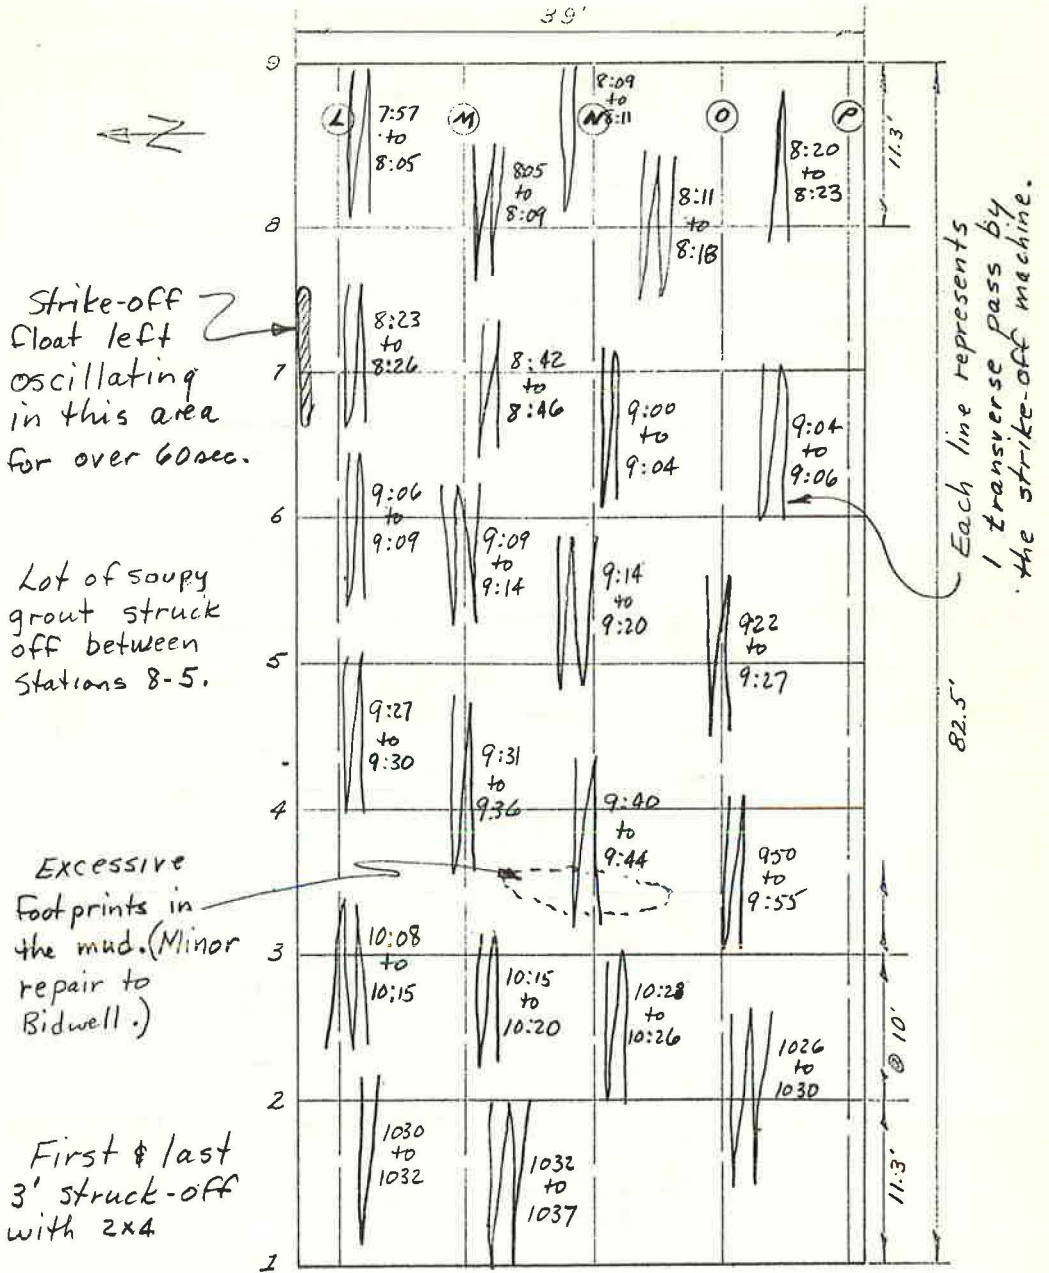 39'
9
L
M
N
O
P
N
7:57
to
8:05
8:09
to
8:11
805
to
8:09
8:11
to
8:18
8:20
to
8:23
11.3'
8
Strike-off
float left
oscillating
in this area
for over 60sec.
8:23
to
8:26
7
8:42
to
8:46
9:00
to
9:04
9:04
to
9:06
Each line represents
1 transverse pass by
the strike-off machine.
9:06
to
9:09
6
9:09
to
9:14
9:14
to
9:20
922
to
9:27
Lot of soupy
grout struck
off between
Stations 8-5.
5
82.5'
9:27
to
9:30
9:31
to
936
4
9:40
to
9:44
950
to
9:55
Excessive
footprints in
the mud. (Minor
repair to
Bidwell.)
3
10:08
to
10:15
10:15
to
10:20
to
10:26
1026
to
1030
@ 10'
2
First & last
3' struck-off
with 2x4
1030
to
1032
1032
to
1037
11.3'
1